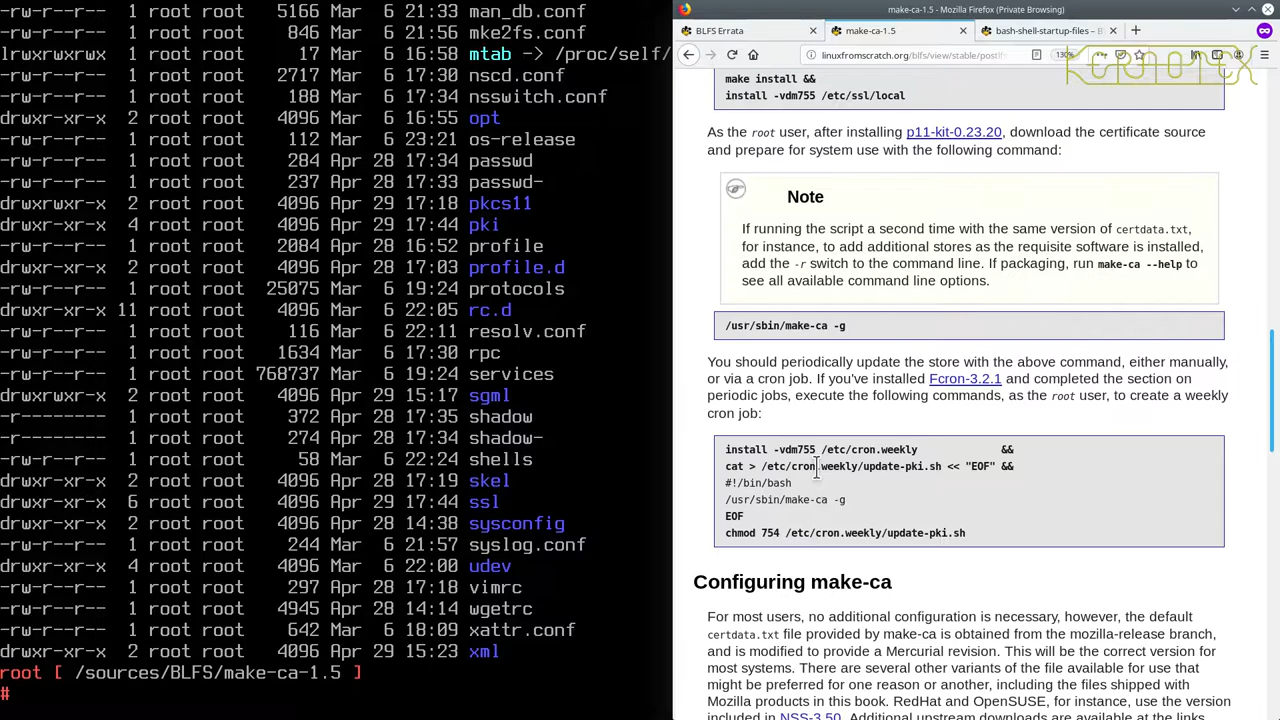 -rw-r--r-- 1 root root 5166 Mar 6 21:33 man_db.conf
-rw-r--r-- 1 root root 846 Mar 6 21:56 mke2fs.conf
lrwxrwxrwx 1 root root 17 Mar 6 16:58 mtab -> /proc/self/
-rw-r--r-- 1 root root 2717 Mar 6 17:30 nscd.conf
-rw-r--r-- 1 root root 188 Mar 6 17:34 nsswitch.conf
drwxr-xr-x 2 root root 4096 Mar 6 16:55 opt
-rw-r--r-- 1 root root 112 Mar 6 23:21 os-release
-rw-r--r-- 1 root root 284 Apr 28 17:34 passwd
-rw-r--r-- 1 root root 237 Apr 28 17:33 passwd-
drwxrwxr-x 2 root root 4096 Apr 29 17:18 pkcs11
drwxr-xr-x 4 root root 4096 Apr 29 17:44 pki
-rw-r--r-- 1 root root 2084 Apr 28 16:52 profile
drwxr-xr-x 2 root root 4096 Apr 28 17:03 profile.d
-rw-r--r-- 1 root root 25075 Mar 6 19:24 protocols
drwxr-xr-x 11 root root 4096 Mar 6 22:05 rc.d
-rw-r--r-- 1 root root 116 Mar 6 22:11 resolv.conf
-rw-r--r-- 1 root root 1634 Mar 6 17:30 rpc
-rw-r--r-- 1 root root 768737 Mar 6 19:24 services
drwxrwxr-x 2 root root 4096 Apr 29 15:17 sgml
-r-------- 1 root root 372 Apr 28 17:35 shadow
-r-------- 1 root root 274 Apr 28 17:34 shadow-
-rw-r--r-- 1 root root 58 Mar 6 22:24 shells
drwxr-xr-x 2 root root 4096 Apr 28 17:19 skel
drwxr-xr-x 6 root root 4096 Apr 29 17:44 ssl
drwxr-xr-x 2 root root 4096 Apr 28 14:38 sysconfig
-rw-r--r-- 1 root root 244 Mar 6 21:57 syslog.conf
drwxr-xr-x 4 root root 4096 Mar 6 22:00 udev
-rw-r--r-- 1 root root 297 Apr 28 17:18 vimrc
-rw-r--r-- 1 root root 4945 Apr 28 14:14 wgetrc
-rw-r--r-- 1 root root 642 Mar 6 18:09 xattr.conf
drwxr-xr-x 2 root root 4096 Apr 29 15:23 xml
root [ /sources/BLFS/make-ca-1.5 ]
#
make-ca-1.5 - Mozilla Firefox (Private Browsing)
BLFS Errata
make-ca-1.5
bash-shell-startup-files – B
linuxfromscratch.org/blfs/view/stable/postlf
130%
make install &&
install -vdm755 /etc/ssl/local
As the root user, after installing p11-kit-0.23.20, download the certificate source
and prepare for system use with the following command:
Note
If running the script a second time with the same version of certdata.txt,
for instance, to add additional stores as the requisite software is installed,
add the -r switch to the command line. If packaging, run make-ca --help to
see all available command line options.
/usr/sbin/make-ca -g
You should periodically update the store with the above command, either manually,
or via a cron job. If you've installed Fcron-3.2.1 and completed the section on
periodic jobs, execute the following commands, as the root user, to create a weekly
cron job:
install -vdm755 /etc/cron.weekly &&
cat > /etc/cron.weekly/update-pki.sh << "EOF" &&
#!/bin/bash
/usr/sbin/make-ca -g
EOF
chmod 754 /etc/cron.weekly/update-pki.sh
Configuring make-ca
For most users, no additional configuration is necessary, however, the default
certdata.txt file provided by make-ca is obtained from the mozilla-release branch,
and is modified to provide a Mercurial revision. This will be the correct version for
most systems. There are several other variants of the file available for use that
might be preferred for one reason or another, including the files shipped with
Mozilla products in this book. RedHat and OpenSUSE, for instance, use the version
included in NSS-3.50. Additional upstream downloads are available at the links